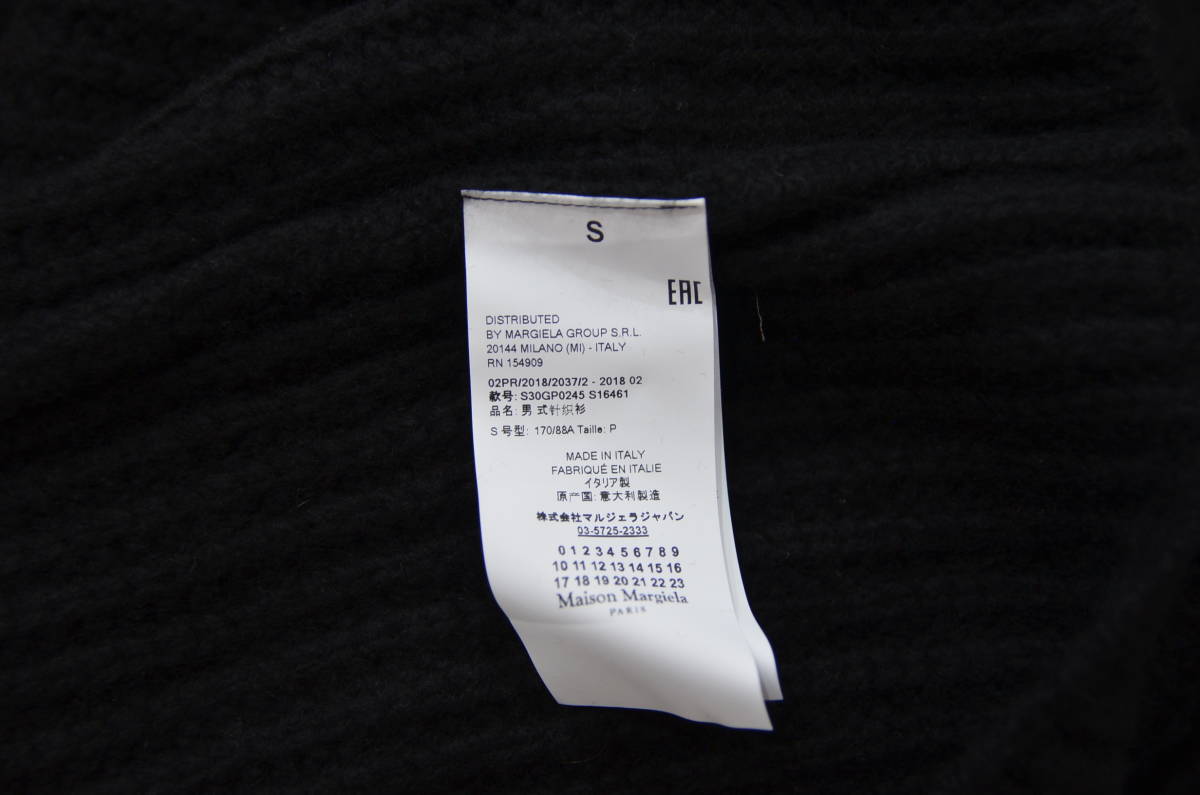 S
EAC
DISTRIBUTED
BY MARGIELA GROUP S.R.L.
20144 MILANO (MI) - ITALY
RN 154909
02PR/2018/2037/2 - 2018 02
款号: S30GP0245 S16461
品名: 男式针织衫
S 号型: 170/88A Taille: P
MADE IN ITALY
FABRIQUÉ EN ITALIE
イタリア製
原产国: 意大利製造
株式会社マルジェラジャパン
03-5725-2333
0 1 2 3 4 5 6 7 8 9
10 11 12 13 14 15 16
17 18 19 20 21 22 23
Maison Margiela
PARIS